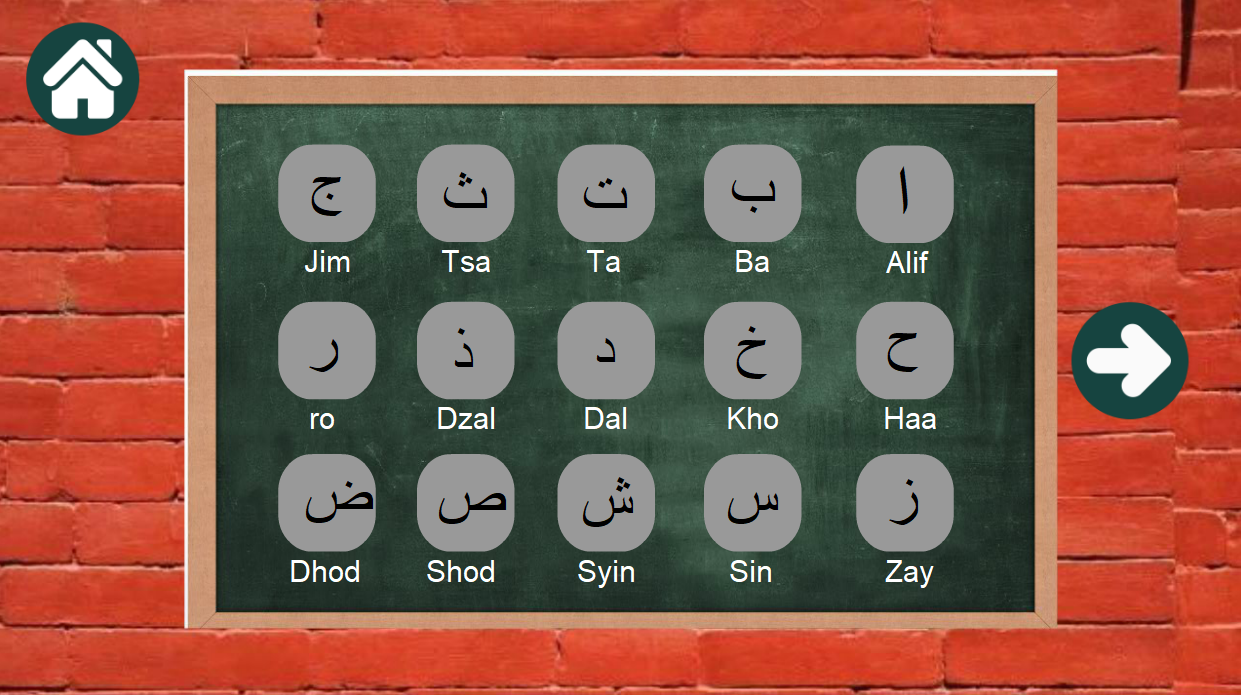 ا ب ت ث ج
Alif Ba Ta Tsa Jim
ح خ د ذ ر
Haa Kho Dal Dzal ro
ز س ش ص ض
Zay Sin Syin Shod Dhod